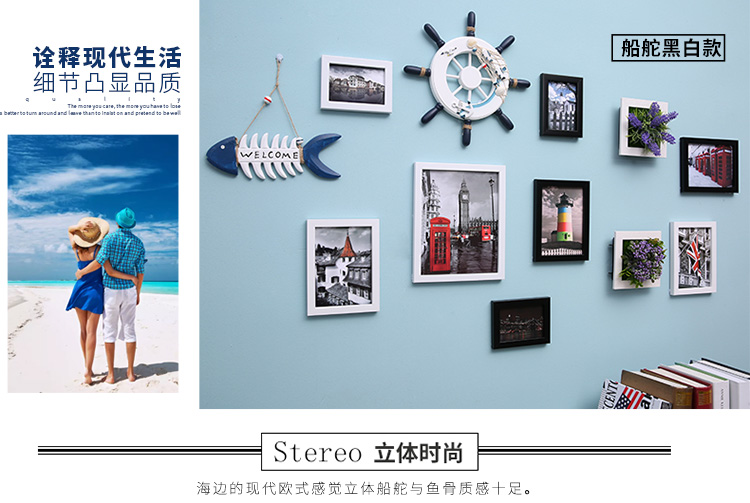 诠释现代生活
细节凸显品质
quality
The more you care, the more you have to lose
s better to turn around and leave than to insist on and pretend to be well
船舵黑白款
WELCOME
Stereo 立体时尚
海边的现代欧式感觉立体船舵与鱼骨质感十足。